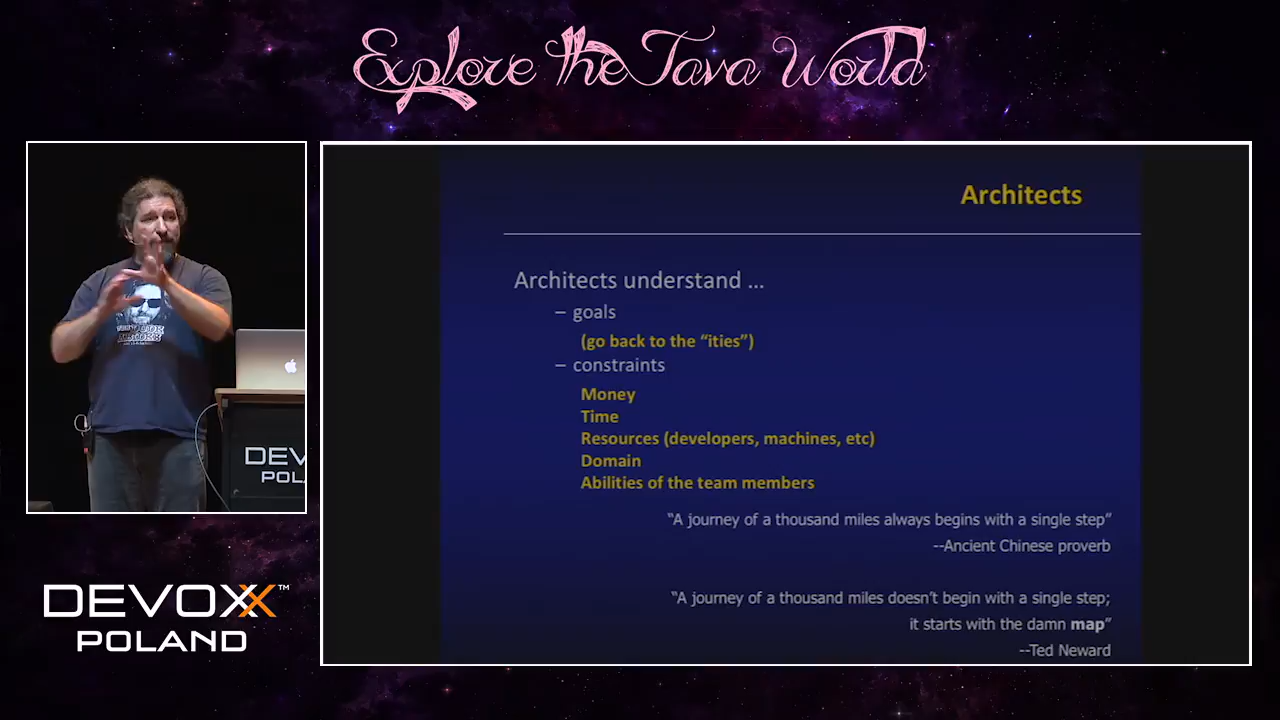 Explore the Java World
Architects
Architects understand ...
– goals
(go back to the “ities”)
– constraints
Money
Time
Resources (developers, machines, etc)
Domain
Abilities of the team members
“A journey of a thousand miles always begins with a single step”
--Ancient Chinese proverb
“A journey of a thousand miles doesn’t begin with a single step;
it starts with the damn map”
--Ted Neward
DEV
POL
DEVOXX™
POLAND